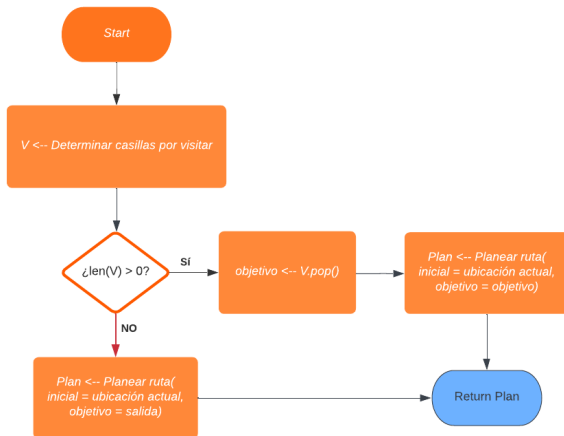 Start
V <-- Determinar casillas por visitar
¿len(V) > 0?
Sí
objetivo <-- V.pop()
Plan <-- Planear ruta(
inicial = ubicación actual,
objetivo = objetivo)
NO
Plan <-- Planear ruta(
inicial = ubicación actual,
objetivo = salida)
Return Plan